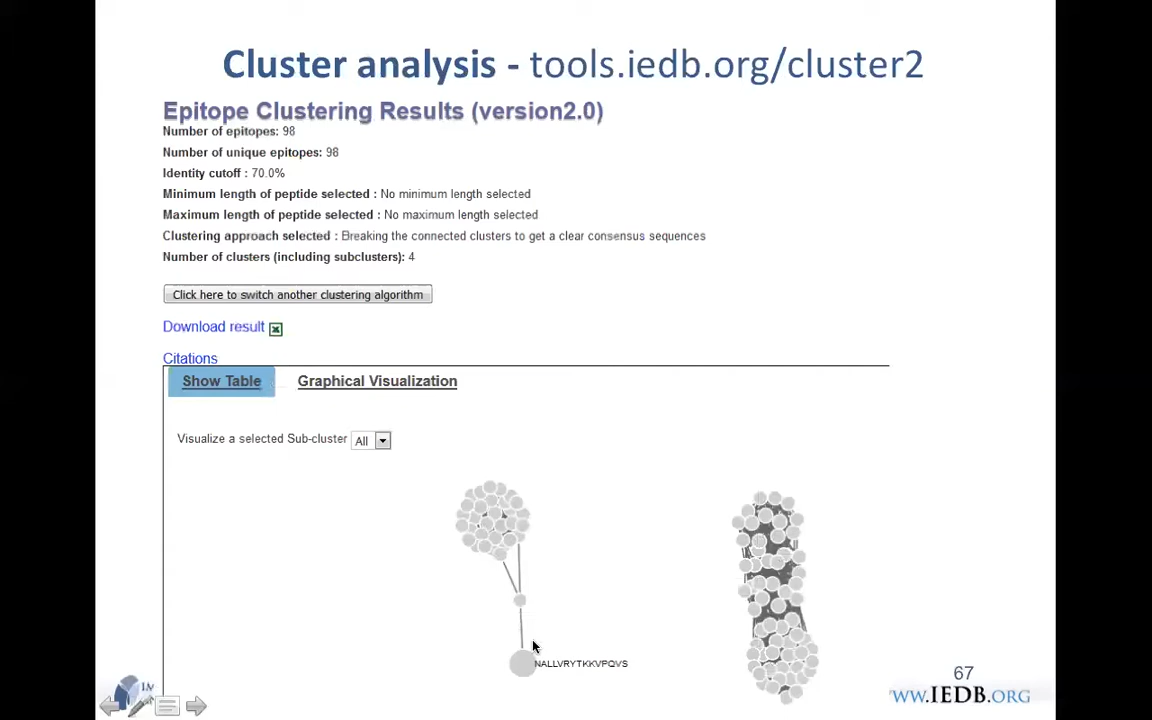 Cluster analysis - tools.iedb.org/cluster2
Epitope Clustering Results (version2.0)
Number of epitopes: 98
Number of unique epitopes: 98
Identity cutoff : 70.0%
Minimum length of peptide selected : No minimum length selected
Maximum length of peptide selected : No maximum length selected
Clustering approach selected : Breaking the connected clusters to get a clear consensus sequences
Number of clusters (including subclusters): 4
Click here to switch another clustering algorithm
Download result
Citations
Show Table Graphical Visualization
Visualize a selected Sub-cluster All
NALLVRYTKKVPQVS
67
WWW.IEDB.ORG